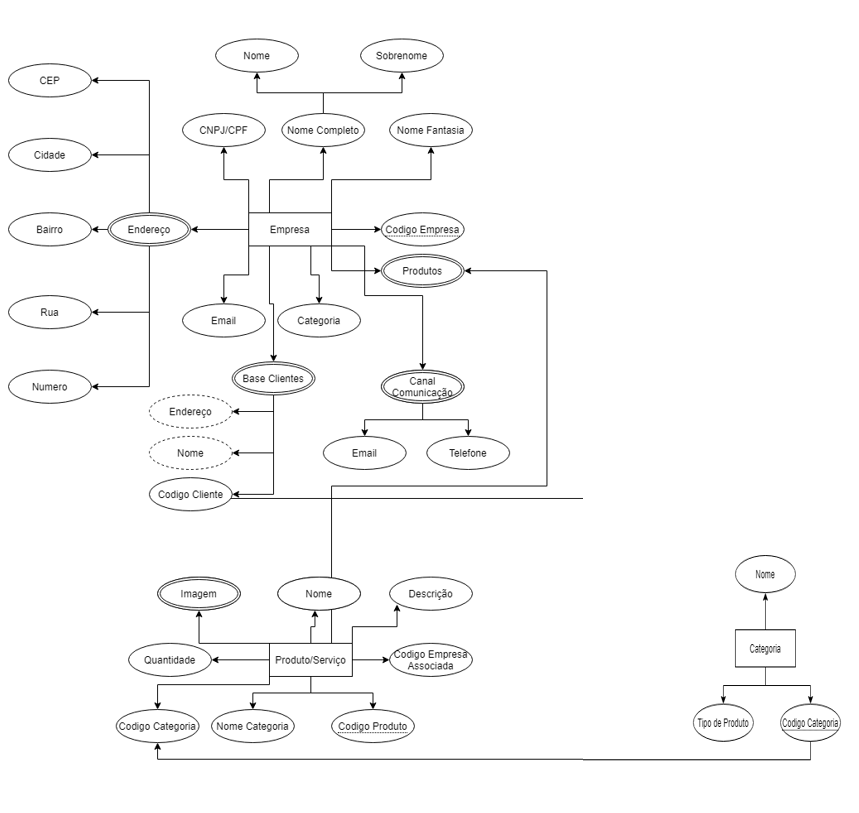 Nome
Sobrenome
CEP
CNPJ/CPF
Nome Completo
Nome Fantasia
Cidade
Bairro
Endereço
Empresa
Codigo Empresa
Produtos
Rua
Email
Categoria
Numero
Base Clientes
Canal
Comunicação
Endereço
Nome
Email
Telefone
Codigo Cliente
Nome
Imagem
Nome
Descrição
Categoria
Quantidade
Produto/Serviço
Codigo Empresa
Associada
Codigo Categoria
Nome Categoria
Codigo Produto
Tipo de Produto
Codigo Categoria